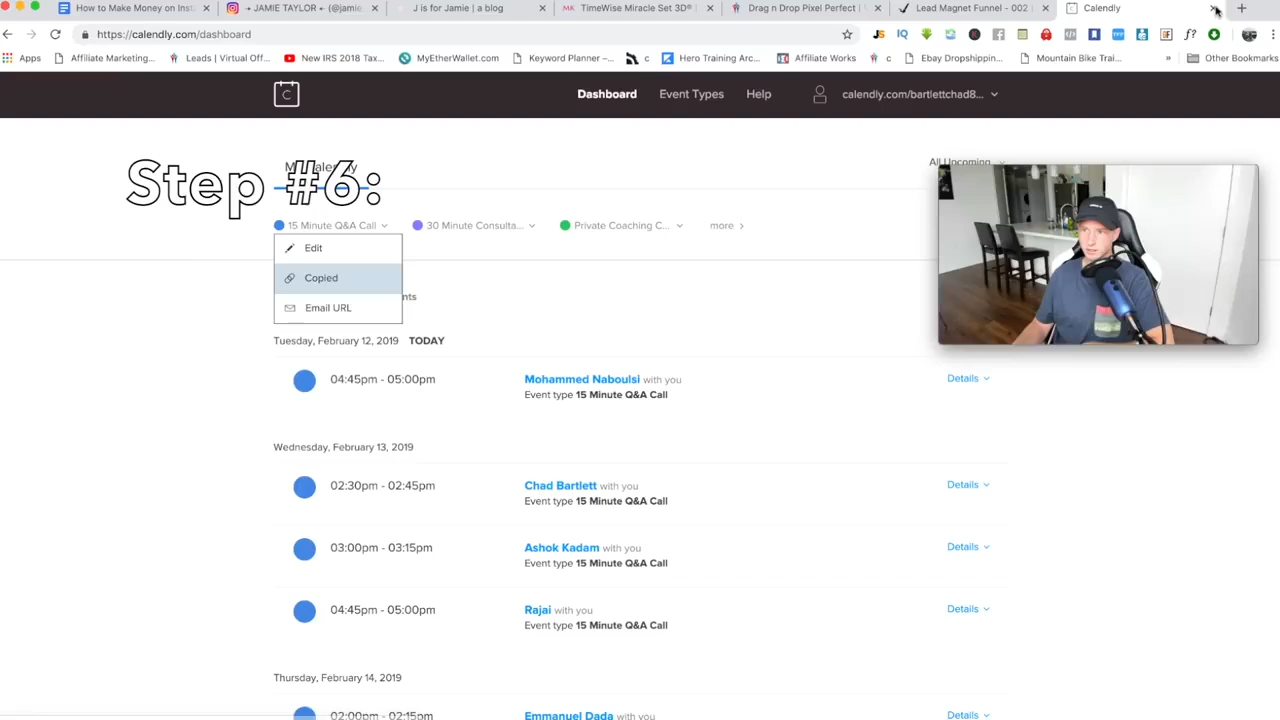 How to Make Money on Inst
+ JAMIE TAYLOR + (@jamie_
J is for Jamie | a blog
MK TimeWise Miracle Set 3D®
Drag n Drop Pixel Perfect |
Lead Magnet Funnel - 002
Calendly
https://calendly.com/dashboard
JS IQ f TPP OF f?
Apps Affiliate Marketing... Leads | Virtual Off... New IRS 2018 Tax... MyEtherWallet.com Keyword Planner –... c Hero Training Arc... Affiliate Works c Ebay Dropshippin... Mountain Bike Trai... » Other Bookmarks
C Dashboard Event Types Help calendly.com/bartlettchad8...
All Upcoming
Step #6:
15 Minute Q&A Call 30 Minute Consulta... Private Coaching C... more
Edit
Copied
Email URL
nts
Tuesday, February 12, 2019 TODAY
04:45pm - 05:00pm Mohammed Naboulsi with you Details
Event type 15 Minute Q&A Call
Wednesday, February 13, 2019
02:30pm - 02:45pm Chad Bartlett with you Details
Event type 15 Minute Q&A Call
03:00pm - 03:15pm Ashok Kadam with you Details
Event type 15 Minute Q&A Call
04:45pm - 05:00pm Rajai with you Details
Event type 15 Minute Q&A Call
Thursday, February 14, 2019
02:00pm - 02:15pm Emmanuel Dada with you Details